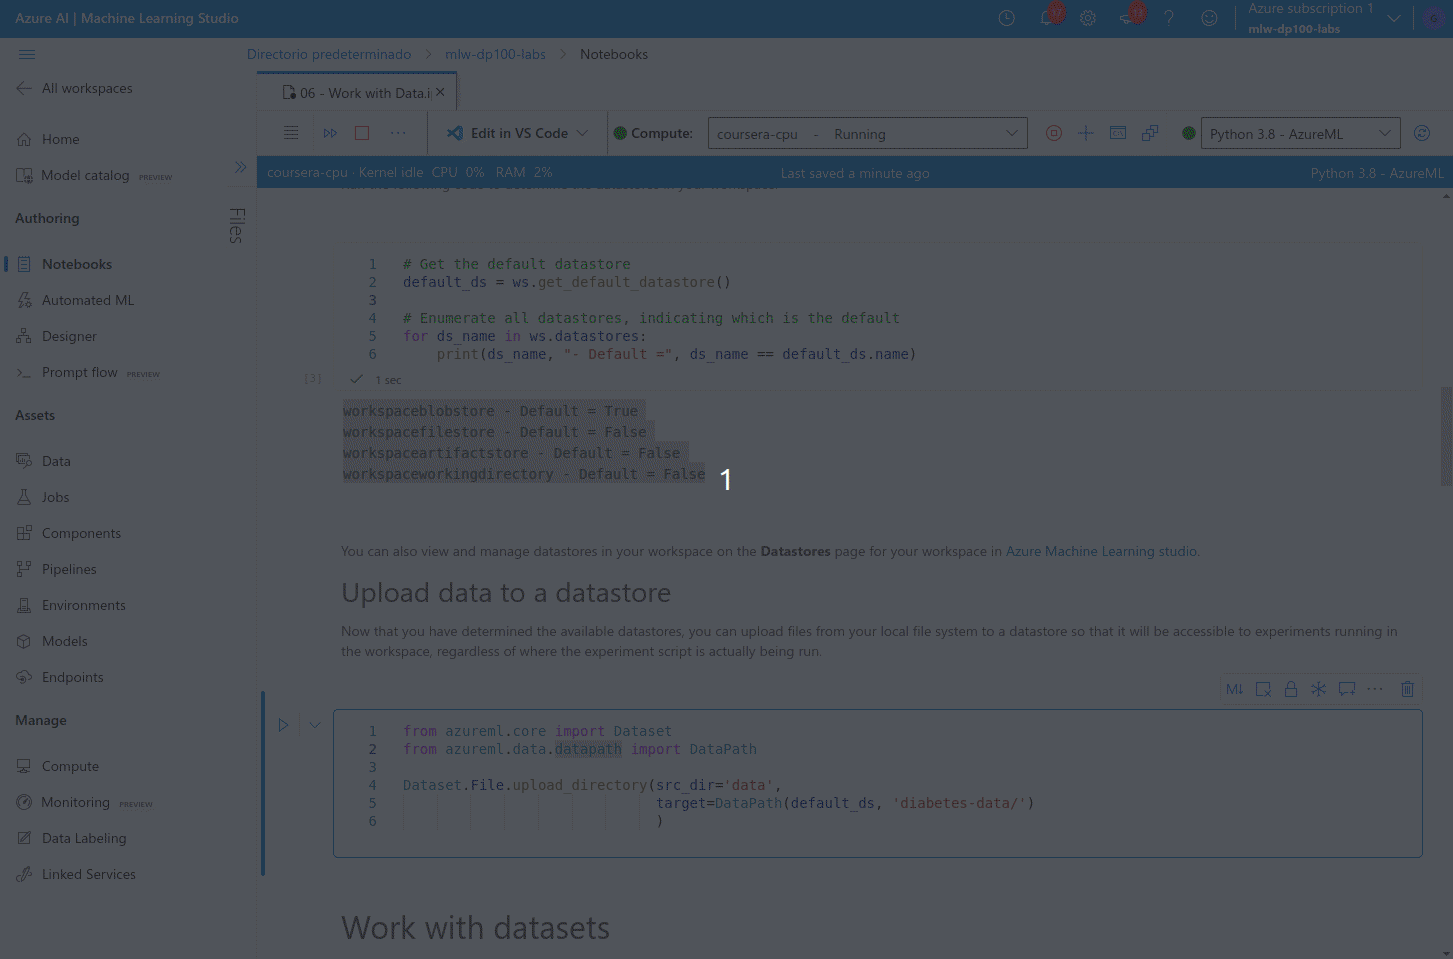 Azure AI | Machine Learning Studio
Azure subscription 1
mlw-dp100-labs
Directorio predeterminado > mlw-dp100-labs > Notebooks
All workspaces
Home
Model catalog PREVIEW
Authoring
Notebooks
Automated ML
Designer
Prompt flow PREVIEW
Assets
Data
Jobs
Components
Pipelines
Environments
Models
Endpoints
Manage
Compute
Monitoring PREVIEW
Data Labeling
Linked Services
Files
06 - Work with Data.i
Edit in VS Code
Compute:
coursera-cpu - Running
Python 3.8 - AzureML
coursera-cpu · Kernel idle CPU 0% RAM 2%
Last saved a minute ago
Python 3.8 - AzureML
1 # Get the default datastore
2 default_ds = ws.get_default_datastore()
3
4 # Enumerate all datastores, indicating which is the default
5 for ds_name in ws.datastores:
6 print(ds_name, "- Default =", ds_name == default_ds.name)
[3]
1 sec
workspaceblobstore - Default = True
workspacefilestore - Default = False
workspaceartifactstore - Default = False
workspaceworkingdirectory - Default = False
1
You can also view and manage datastores in your workspace on the Datastores page for your workspace in Azure Machine Learning studio.
Upload data to a datastore
Now that you have determined the available datastores, you can upload files from your local file system to a datastore so that it will be accessible to experiments running in
the workspace, regardless of where the experiment script is actually being run.
M↓
1 from azureml.core import Dataset
2 from azureml.data.datapath import DataPath
3
4 Dataset.File.upload_directory(src_dir='data',
5 target=DataPath(default_ds, 'diabetes-data/')
6 )
Work with datasets